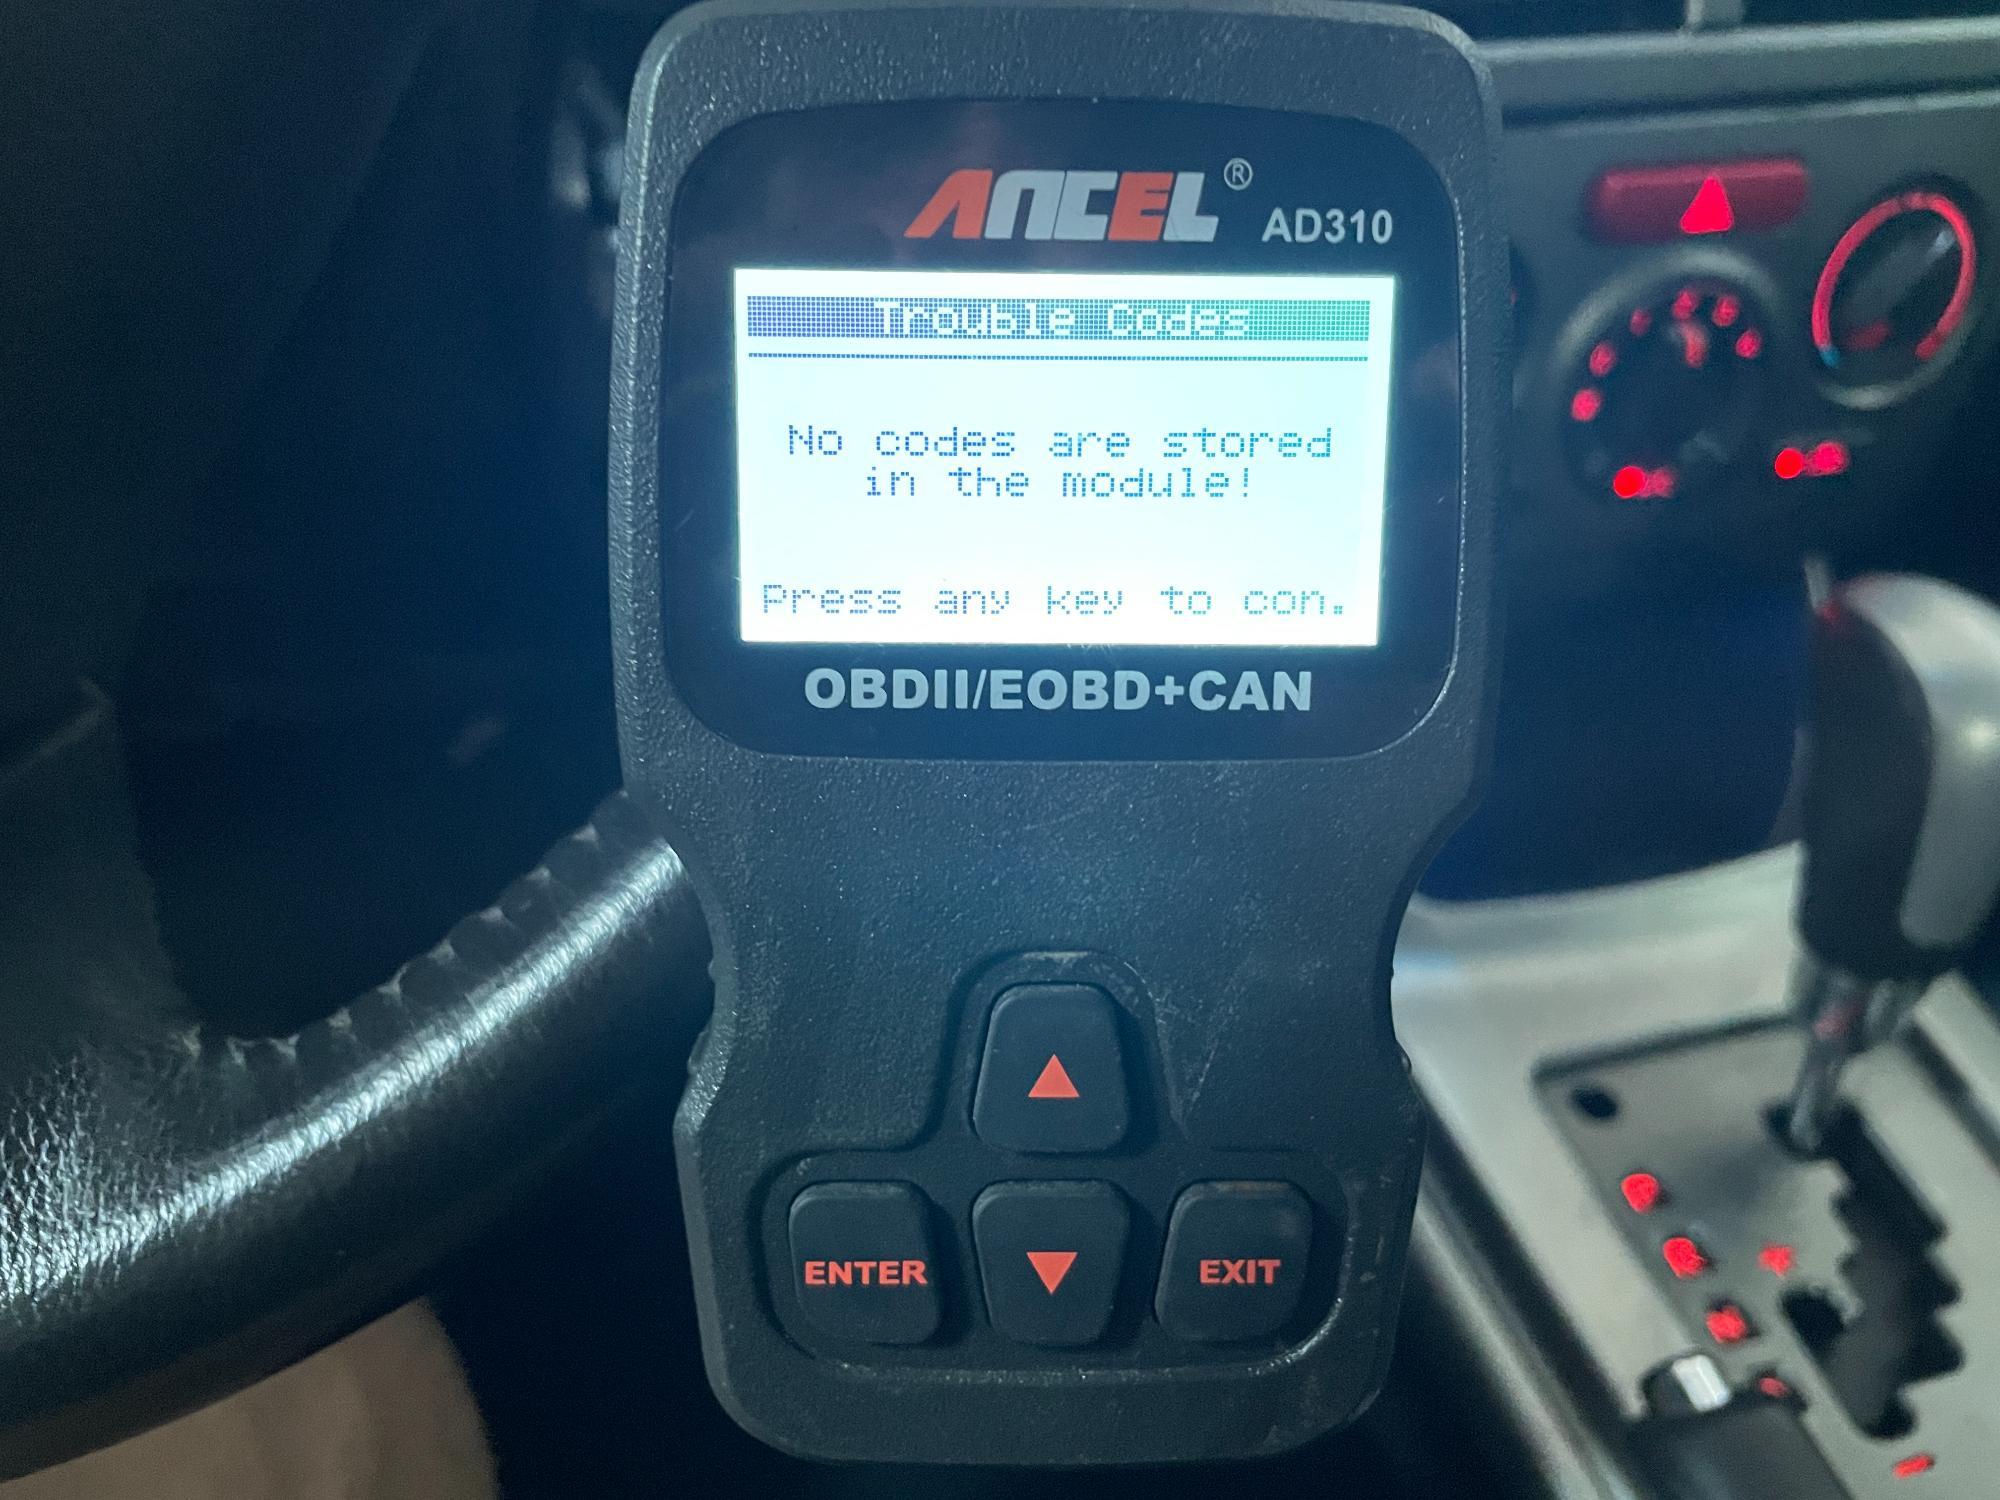 ANCEL®
AD310
Trouble Codes
No codes are stored
in the module!
Press any key to con.
OBDII/EOBD+CAN
ENTER
EXIT